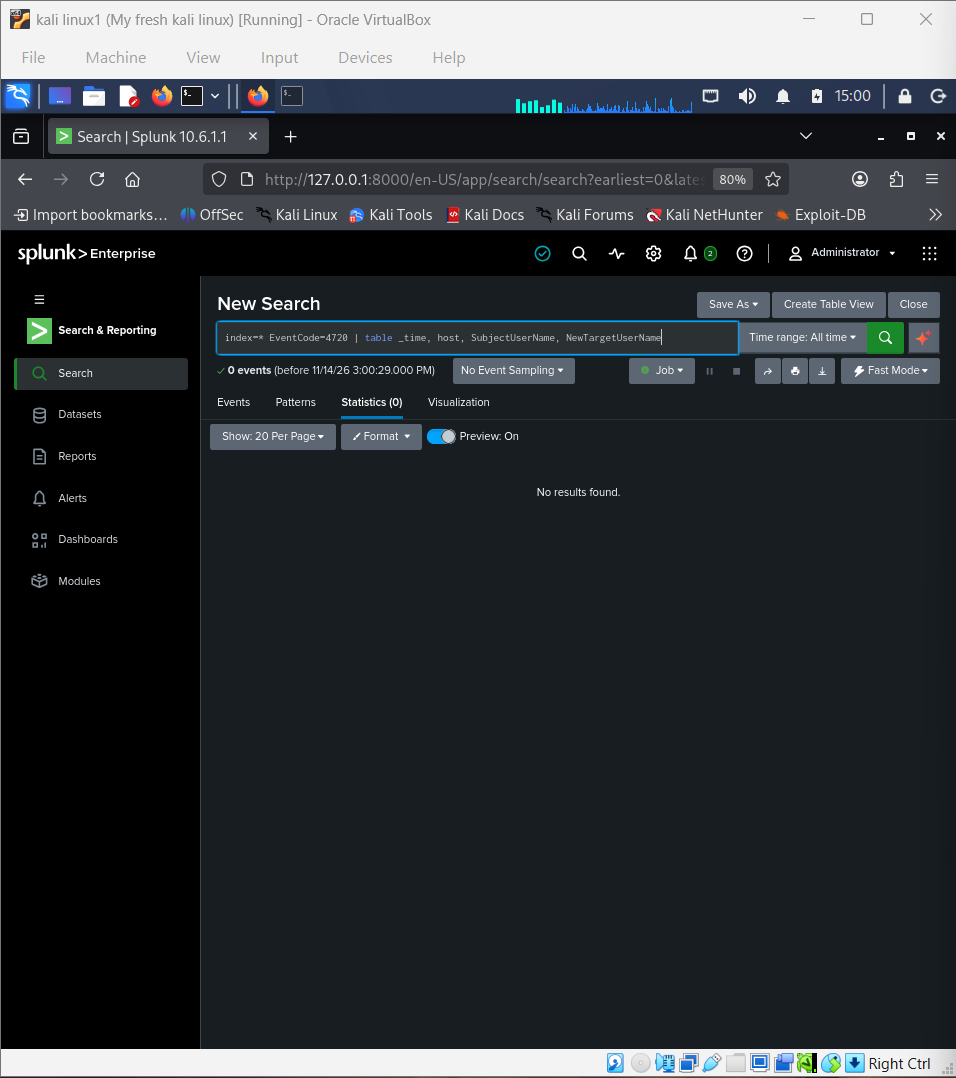 kali linux1 (My fresh kali linux) [Running] - Oracle VirtualBox
File Machine View Input Devices Help
15:00
Search | Splunk 10.6.1.1
http://127.0.0.1:8000/en-US/app/search/search?earliest=0&late 80%
Import bookmarks... OffSec Kali Linux Kali Tools Kali Docs Kali Forums Kali NetHunter Exploit-DB
splunk>Enterprise 2 Administrator
New Search Save As Create Table View Close
Search & Reporting
index=* EventCode=4720 | table _time, host, SubjectUserName, NewTargetUserName Time range: All time
0 events (before 11/14/26 3:00:29.000 PM) No Event Sampling Job Fast Mode
Search
Events Patterns Statistics (0) Visualization
Datasets
Show: 20 Per Page Format Preview: On
Reports
No results found.
Alerts
Dashboards
Modules
Right Ctrl